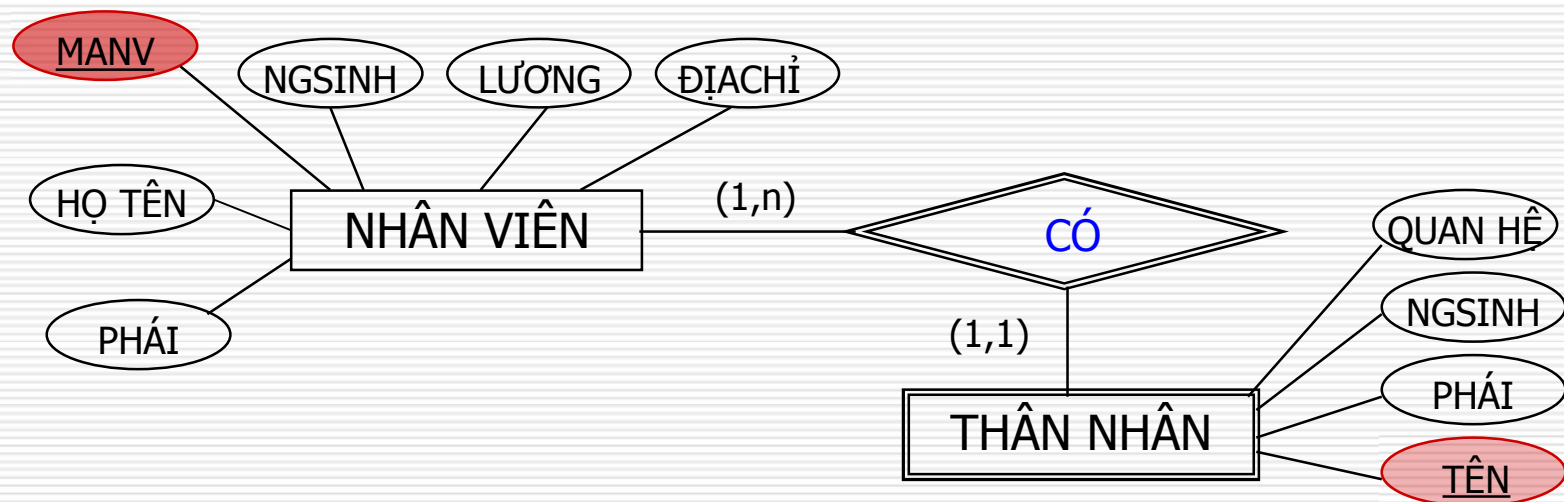 MANV
NGSINH
LƯƠNG
ĐỊACHỈ
HỌ TÊN
NHÂN VIÊN
(1,n)
CÓ
QUAN HỆ
NGSINH
PHÁI
(1,1)
PHÁI
THÂN NHÂN
TÊN